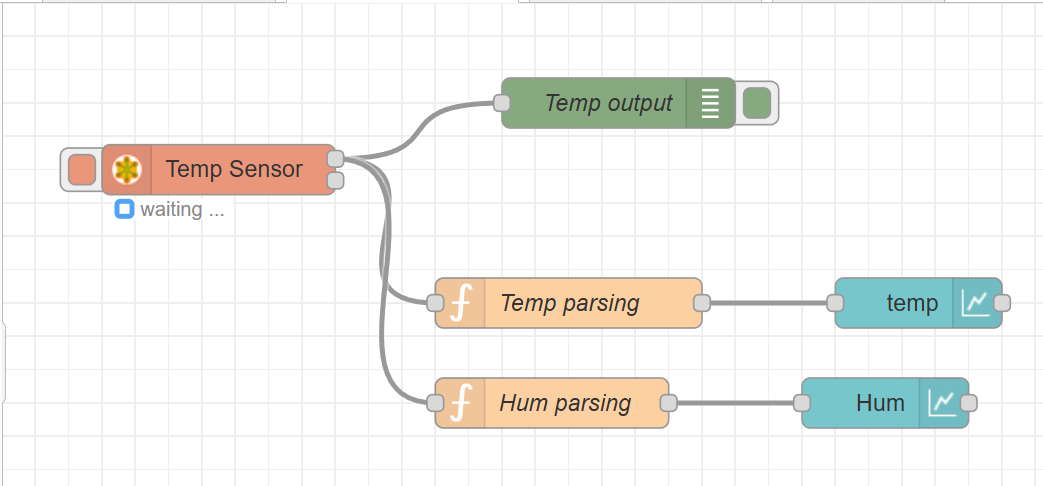 Temp output
Temp Sensor
waiting ...
Temp parsing
temp
Hum parsing
Hum